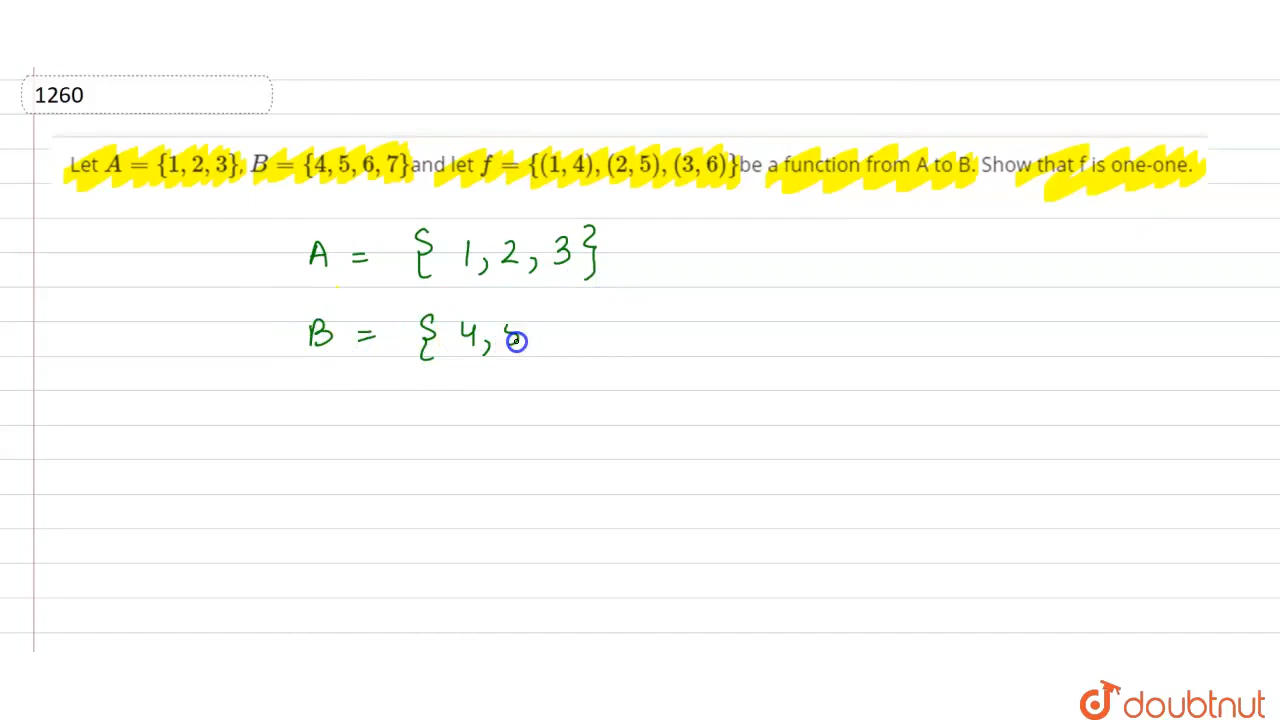 1260
Let A = {1, 2, 3}, B = {4, 5, 6, 7}and let f = {(1, 4), (2, 5), (3, 6)}be a function from A to B. Show that f is one-one.
A = { 1, 2, 3 }
B = { 4,
doubtnut